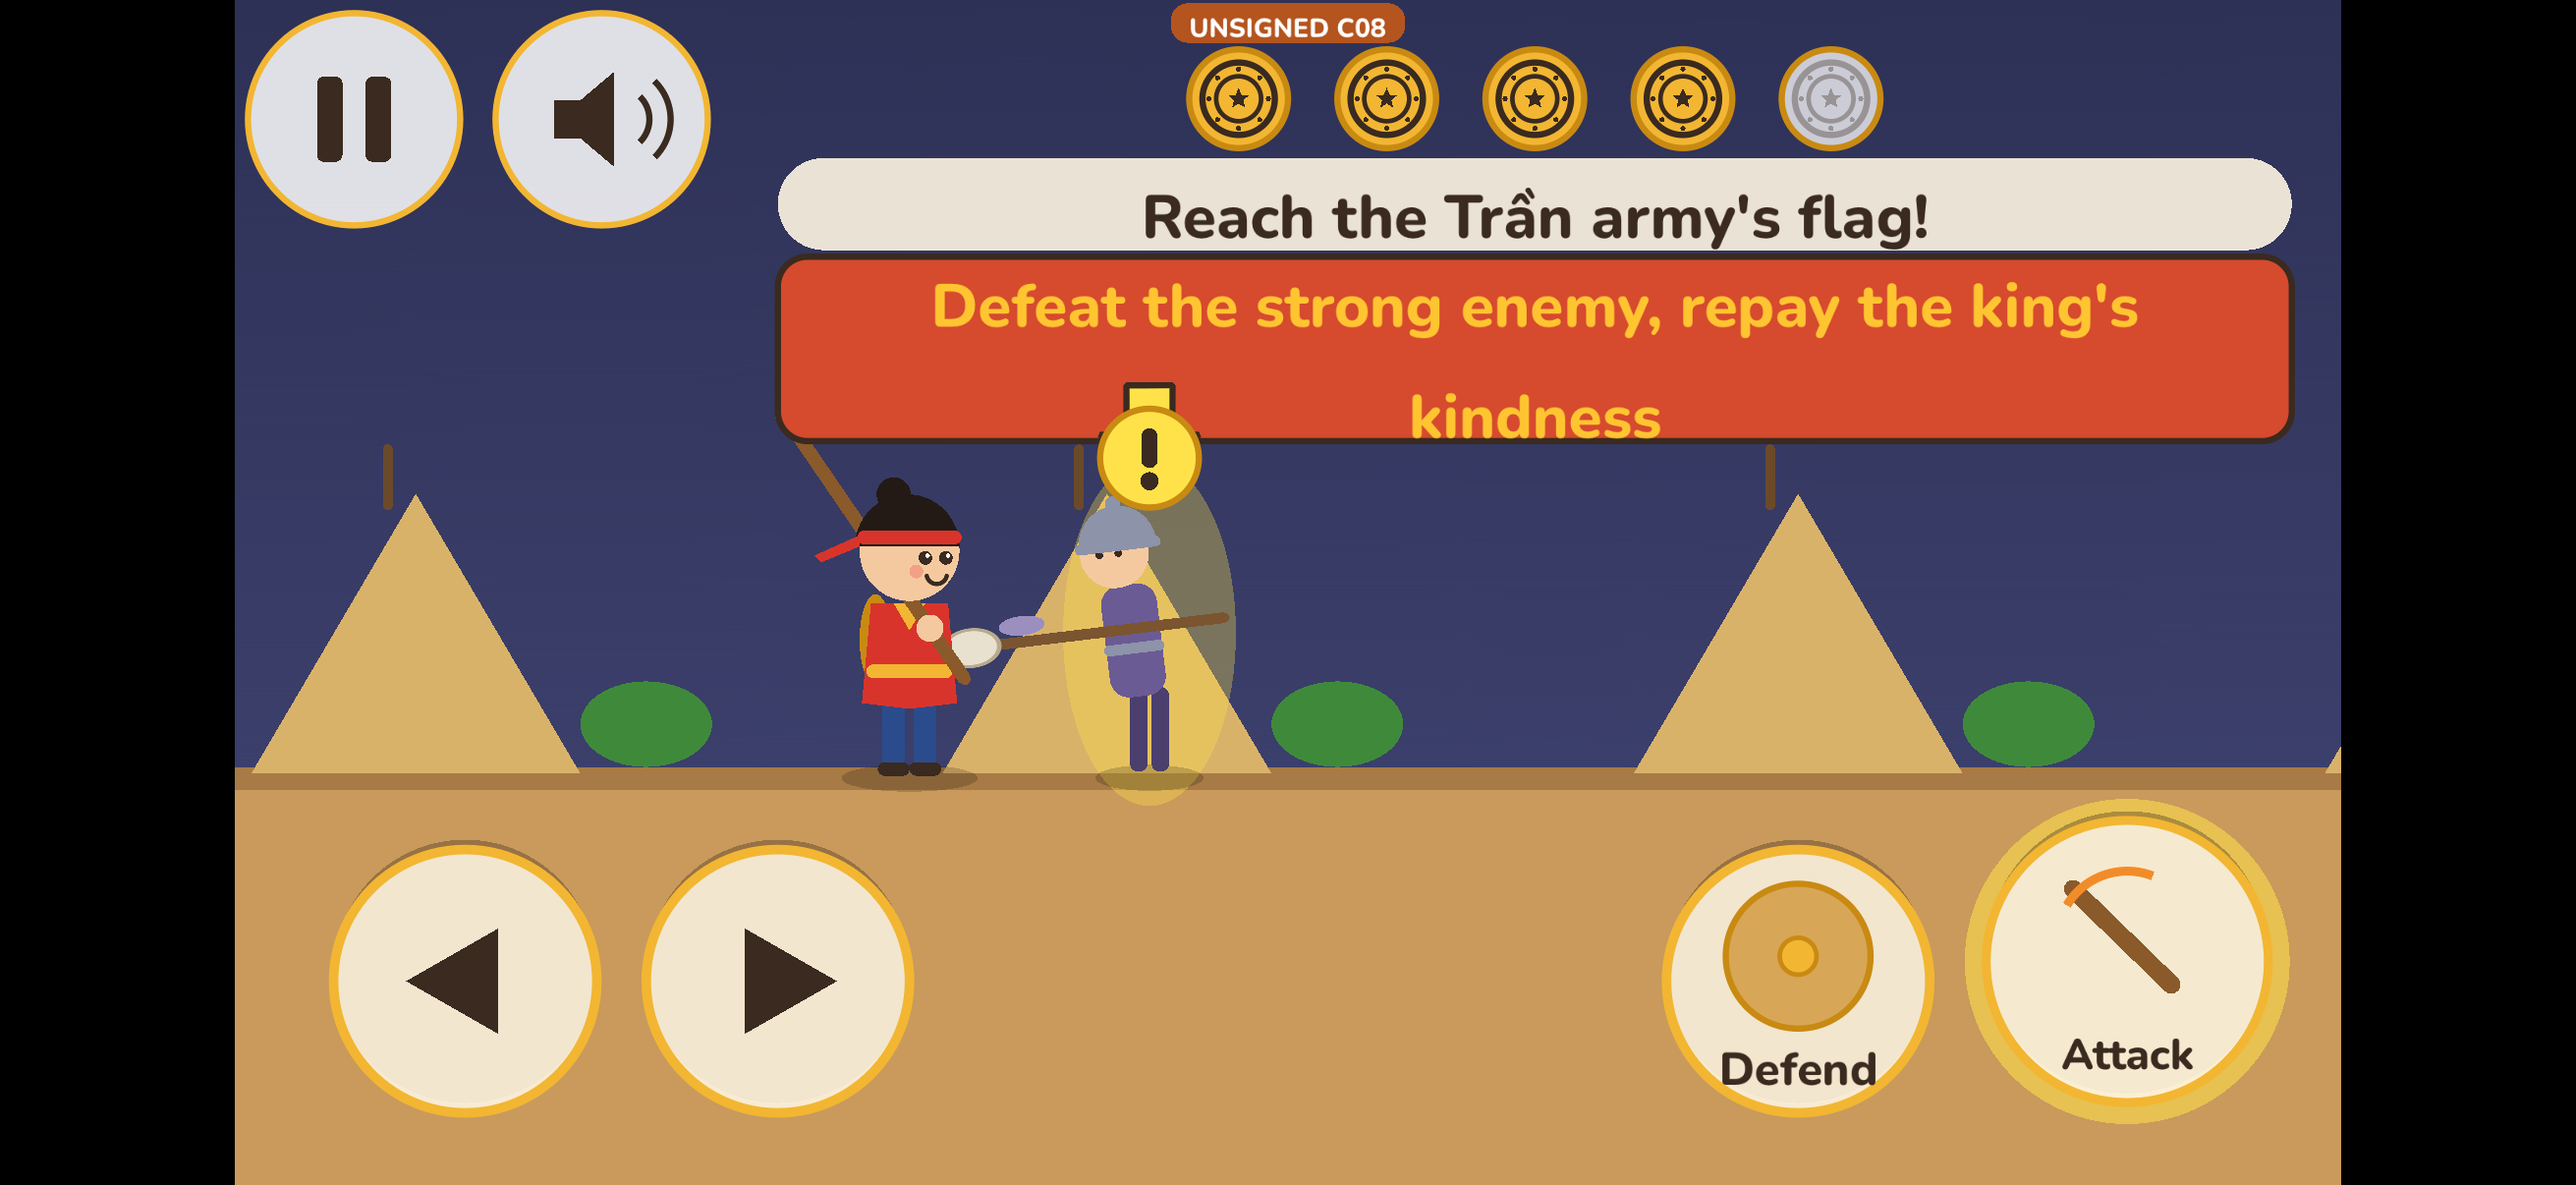 UNSIGNED C08
Reach the Trần army's flag!
Defeat the strong enemy, repay the king's
kindness
!
Defend
Attack